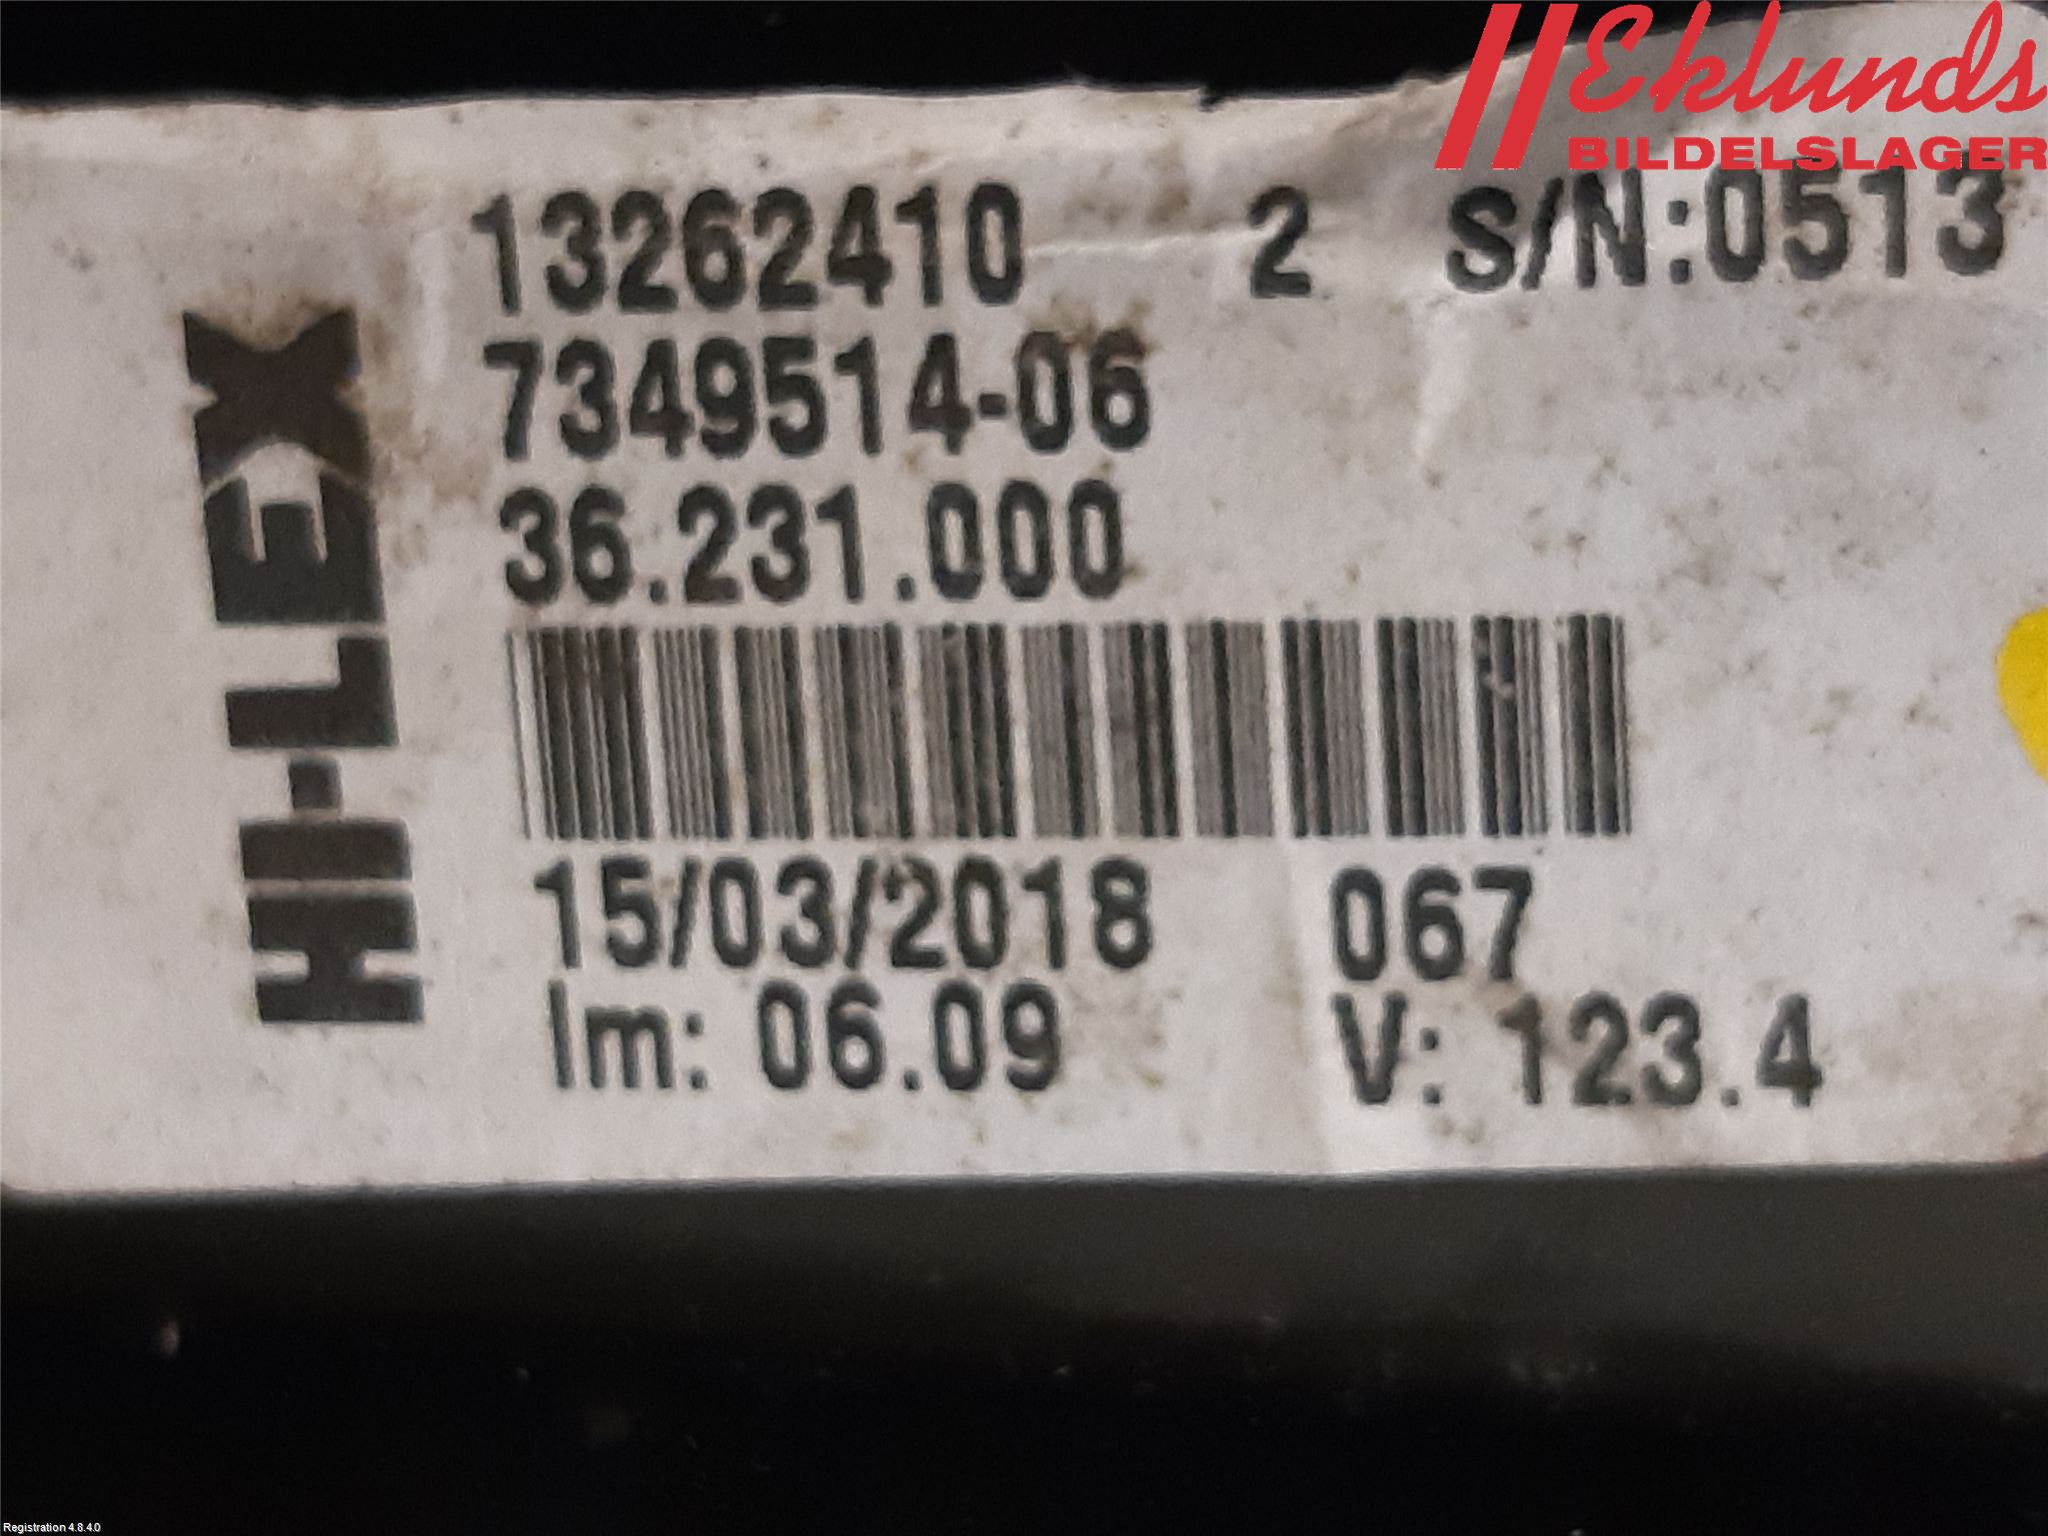 Eklunds
BILDELSLAGER
13262410 2 S/N:0513
7349514-06
36.231.000
HI-LEX
15/03/2018 067
Im: 06.09 V: 123.4
Registration 4.8.4.0